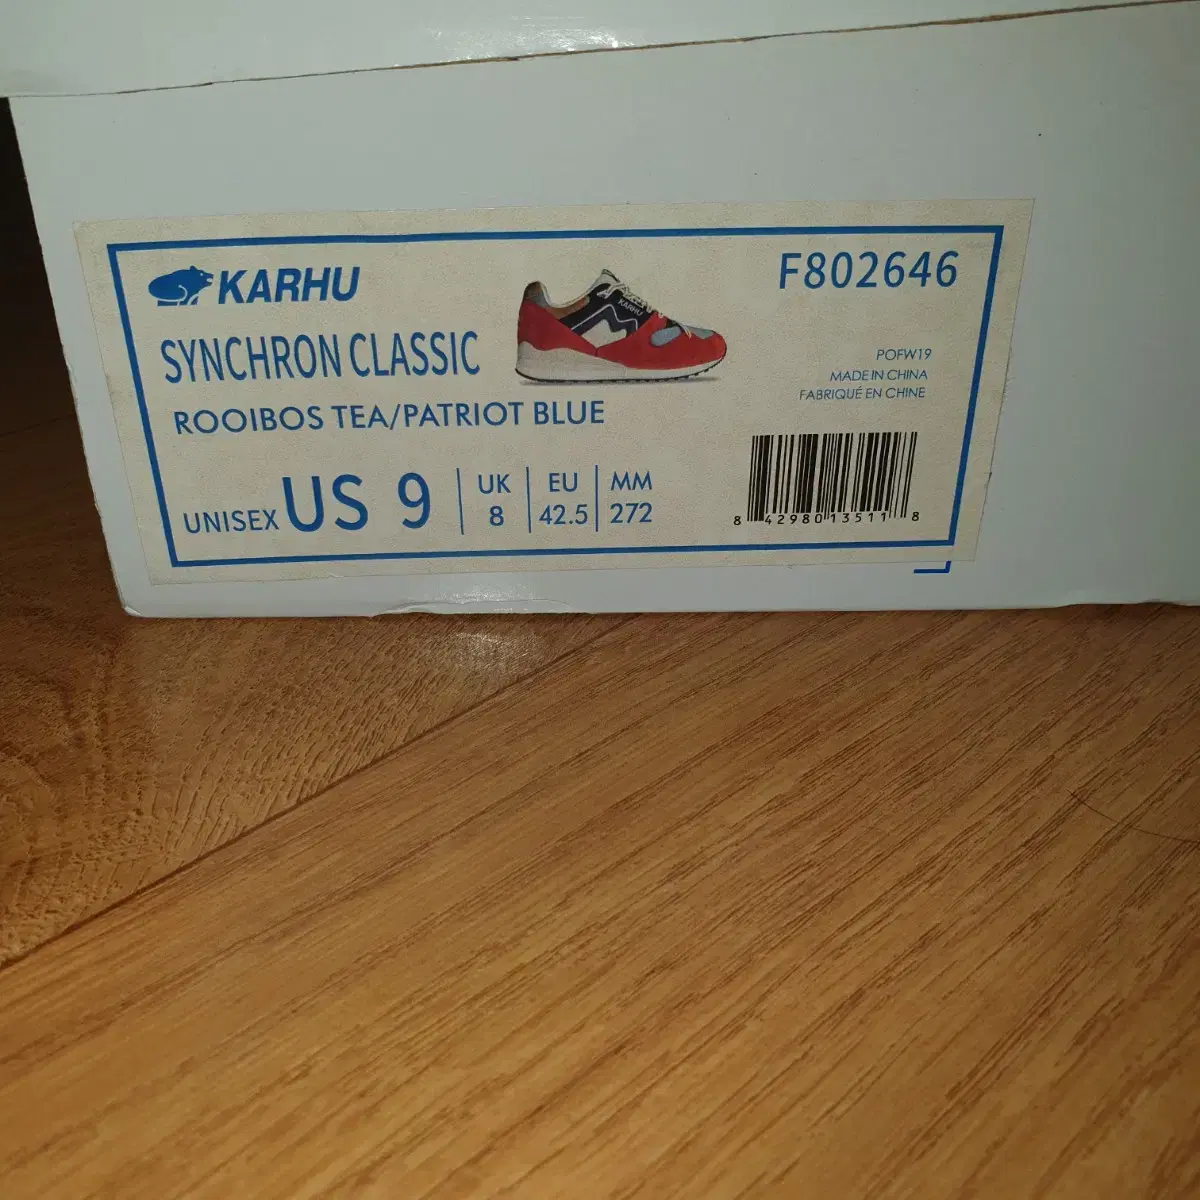 KARHU
F802646
SYNCHRON CLASSIC
KARHU
ROOIBOS TEA/PATRIOT BLUE
POFW19
MADE IN CHINA
FABRIQUÉ EN CHINE
UNISEX US 9
UK
8
EU
42.5
MM
272
8 42980 13511 8